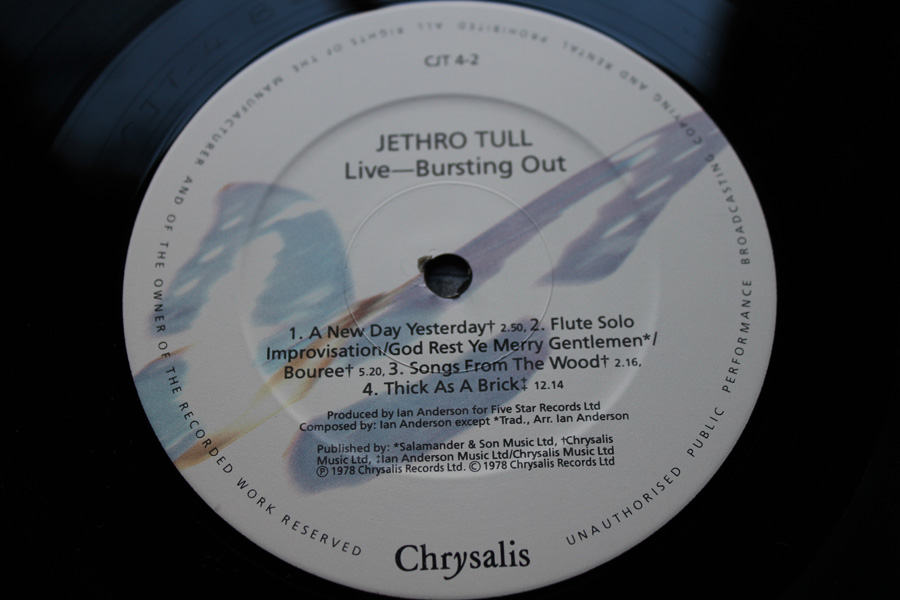 CJT 4-2
JETHRO TULL
Live—Bursting Out
1. A New Day Yesterday† 2.50, 2. Flute Solo
Improvisation/God Rest Ye Merry Gentlemen*/
Bouree† 5.20, 3. Songs From The Wood† 2.16,
4. Thick As A Brick‡ 12.14
Produced by Ian Anderson for Five Star Records Ltd
Composed by: Ian Anderson except *Trad., Arr. Ian Anderson
Published by: *Salamander & Son Music Ltd, †Chrysalis
Music Ltd, ‡Ian Anderson Music Ltd/Chrysalis Music Ltd
Ⓟ 1978 Chrysalis Records Ltd. © 1978 Chrysalis Records Ltd
Chrysalis
ALL RIGHTS OF THE MANUFACTURER AND OF THE OWNER OF THE RECORDED WORK RESERVED
UNAUTHORISED PUBLIC PERFORMANCE BROADCASTING COPYING AND RENTAL PROHIBITED